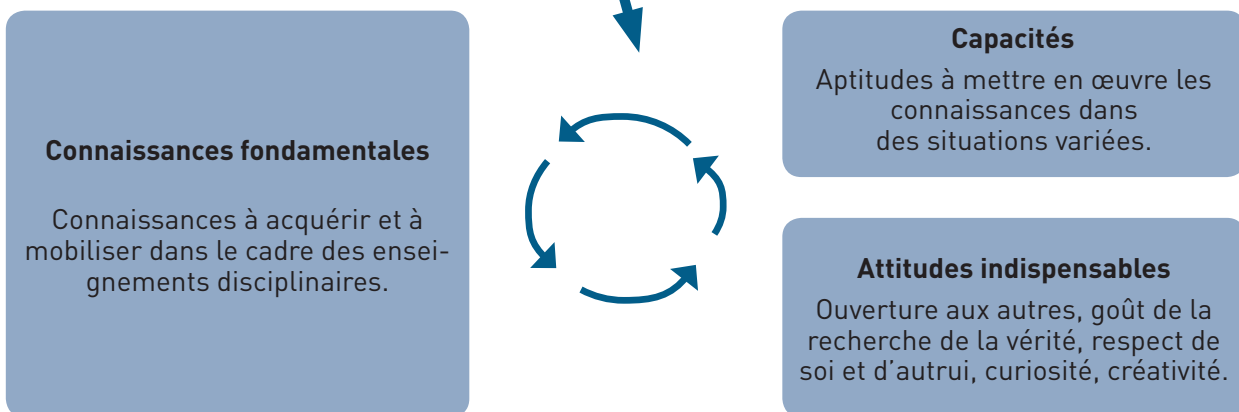 Connaissances fondamentales
Connaissances à acquérir et à
mobiliser dans le cadre des ensei-
gnements disciplinaires.
Capacités
Aptitudes à mettre en œuvre les
connaissances dans
des situations variées.
Attitudes indispensables
Ouverture aux autres, goût de la
recherche de la vérité, respect de
soi et d’autrui, curiosité, créativité.